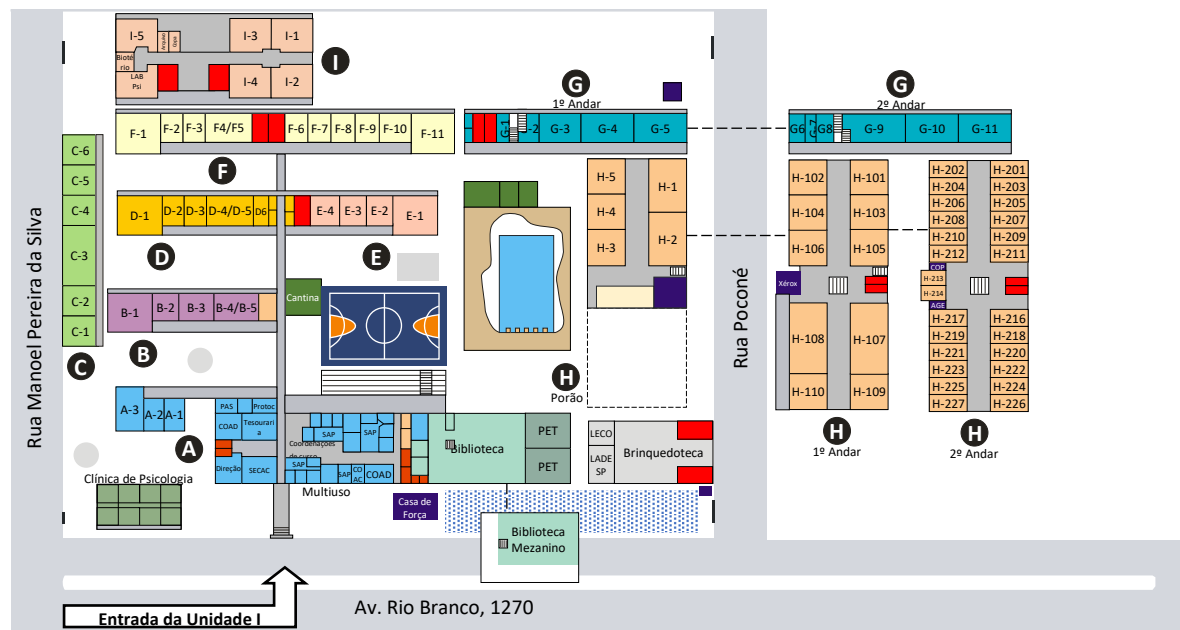 I-5
Arquivo
Copa
I-3
I-1
Biotério
LAB
Psi
I-4
I-2
I
G
1º Andar
G
2º Andar
F-1
F-2
F-3
F4/F5
F-6
F-7
F-8
F-9
F-10
F-11
G-1
G-2
G-3
G-4
G-5
G6
G-7
G8
G-9
G-10
G-11
C-6
C-5
C-4
C-3
C-2
C-1
C
F
D-1
D-2
D-3
D-4/D-5
D6
E-4
E-3
E-2
E-1
D
E
H-5
H-4
H-3
H-1
H-2
H-102
H-101
H-104
H-103
H-106
H-105
Xérox
H-108
H-107
H-110
H-109
H
1º Andar
H-202
H-201
H-204
H-203
H-206
H-205
H-208
H-207
H-210
H-209
H-212
H-211
COP
H-213
H-214
AGE
H-217
H-216
H-219
H-218
H-221
H-220
H-223
H-222
H-225
H-224
H-227
H-226
H
2º Andar
Rua Manoel Pereira da Silva
Rua Poconé
B-1
B-2
B-3
B-4/B-5
B
Cantina
H
Porão
A-3
A-2
A-1
A
PAS
Protoc
COAD
Tesourari
a
Direção
SECAC
SAP
SAP
Coordenações
de curso
SAP
SAP
CO
AC
COAD
Multiuso
Biblioteca
PET
PET
LECO
LADE
SP
Brinquedoteca
Clínica de Psicologia
Casa de
Força
Biblioteca
Mezanino
Entrada da Unidade I
Av. Rio Branco, 1270